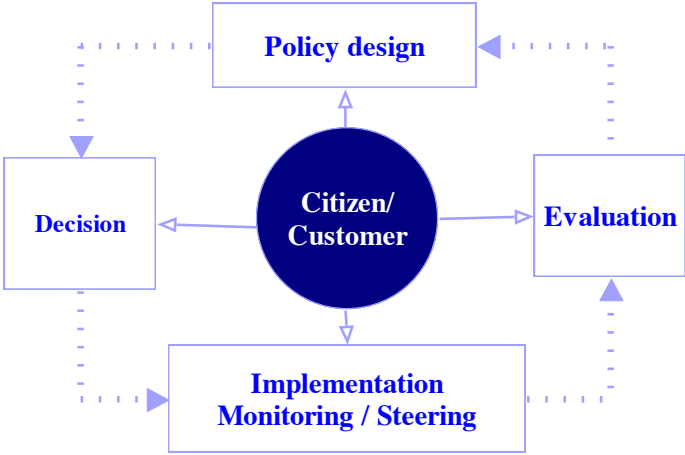 Policy design
Decision
Citizen/
Customer
Evaluation
Implementation
Monitoring / Steering